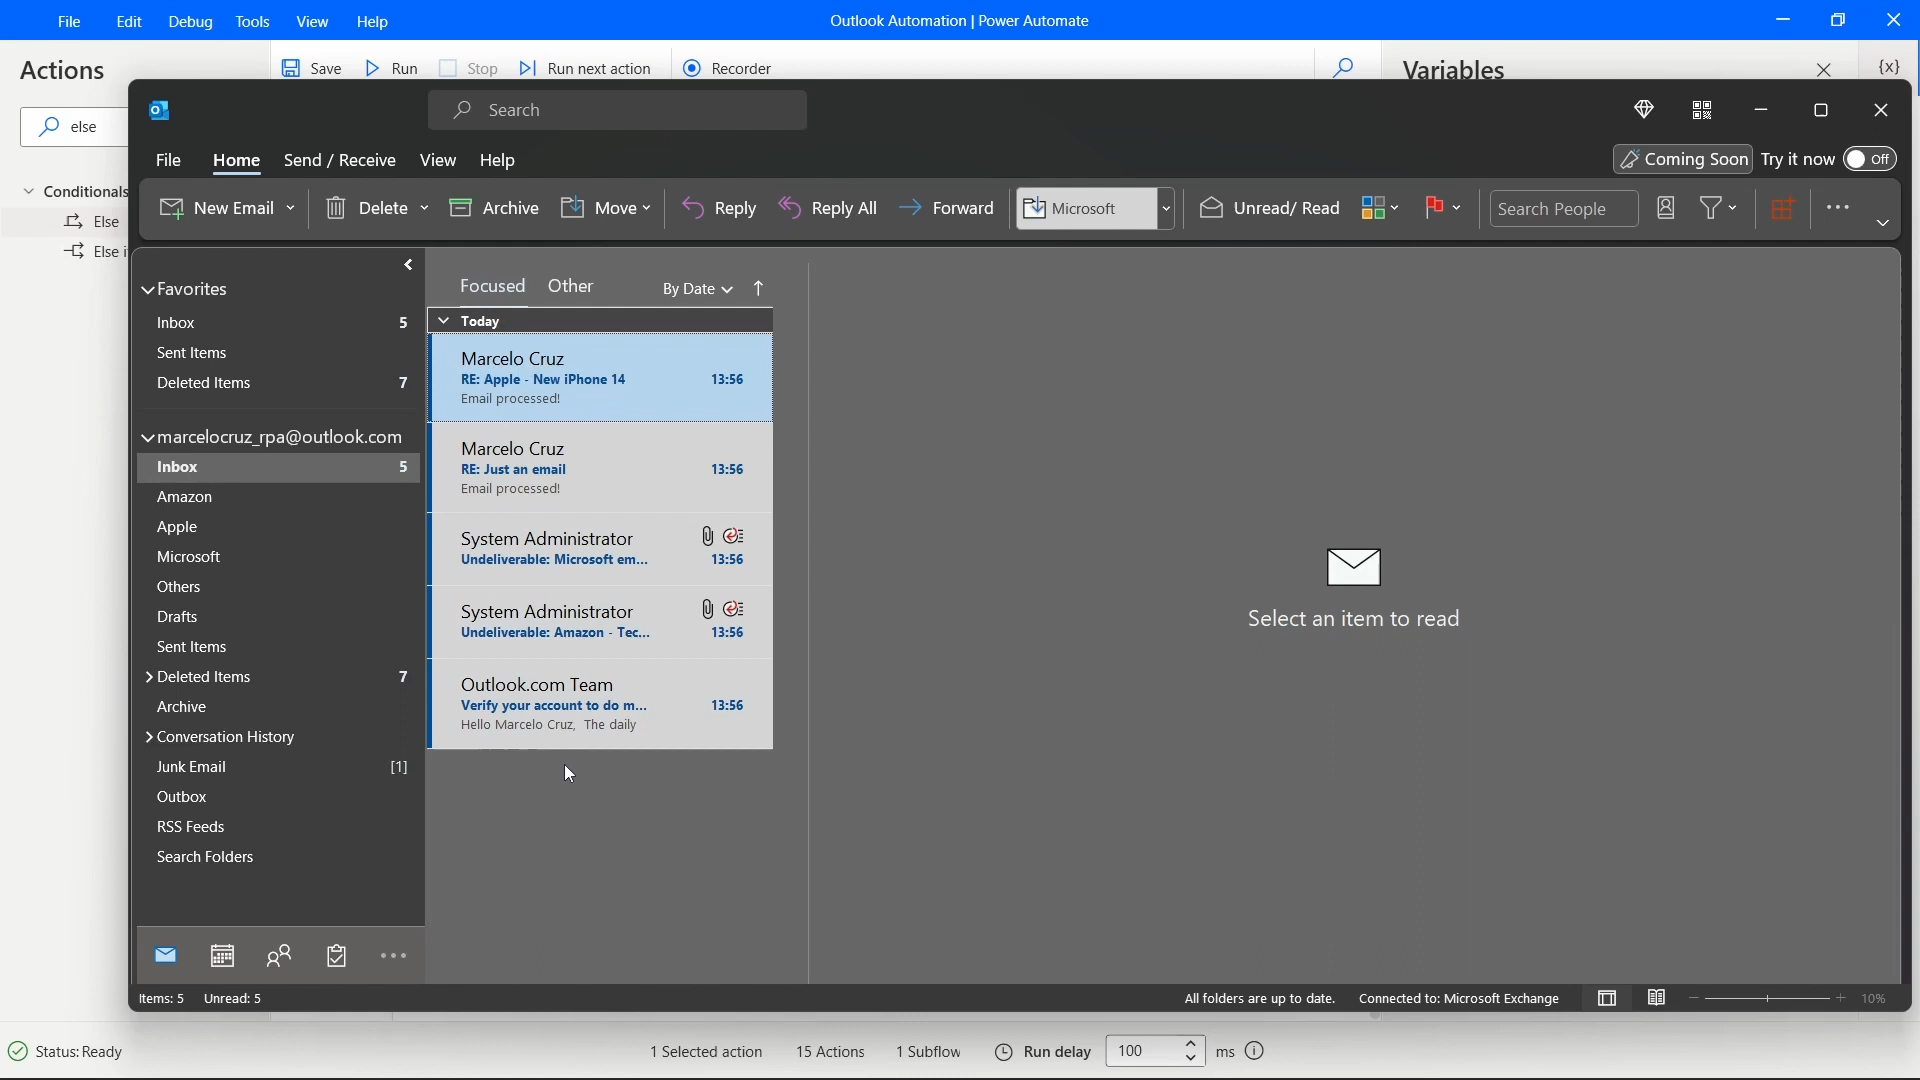 File Edit Debug Tools View Help
Outlook Automation | Power Automate
Actions
Save Run Stop Run next action Recorder
Variables
{x}
else
Conditionals
Else
Else i
Search
File Home Send / Receive View Help
Coming Soon Try it now Off
New Email Delete Archive Move Reply Reply All Forward Microsoft Unread/ Read Search People
Favorites
Inbox 5
Sent Items
Deleted Items 7
marcelocruz_rpa@outlook.com
Inbox 5
Amazon
Apple
Microsoft
Others
Drafts
Sent Items
Deleted Items 7
Archive
Conversation History
Junk Email [1]
Outbox
RSS Feeds
Search Folders
Focused Other By Date
Today
Marcelo Cruz
RE: Apple - New iPhone 14 13:56
Email processed!
Marcelo Cruz
RE: Just an email 13:56
Email processed!
System Administrator
Undeliverable: Microsoft em... 13:56
System Administrator
Undeliverable: Amazon - Tec... 13:56
Outlook.com Team
Verify your account to do m... 13:56
Hello Marcelo Cruz, The daily
Select an item to read
Items: 5 Unread: 5
All folders are up to date. Connected to: Microsoft Exchange 10%
Status: Ready
1 Selected action 15 Actions 1 Subflow Run delay 100 ms